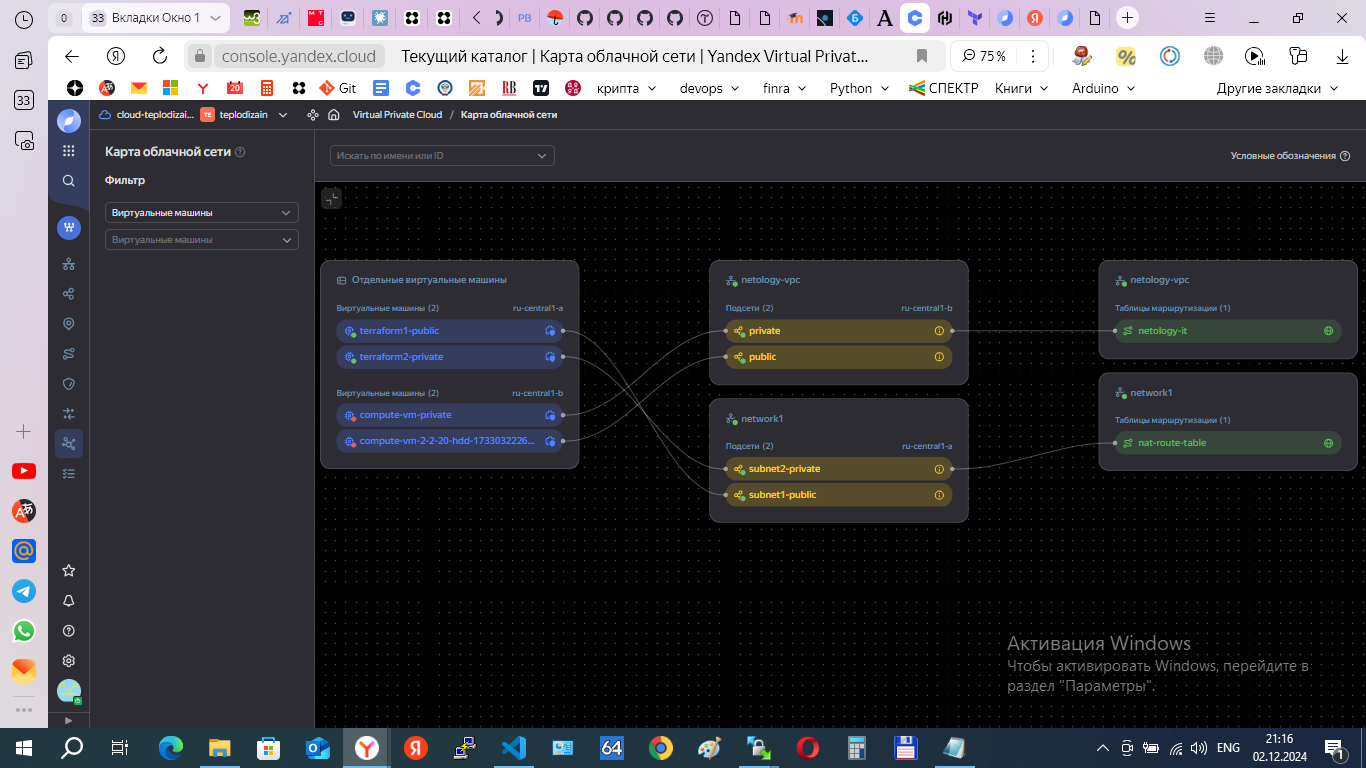 0
33 Вкладки Окно 1
PB
console.yandex.cloud
Текущий каталог | Карта облачной сети | Yandex Virtual Privat...
75%
33
20
Git
RB
крипта
devops
finra
Python
СПЕКТР
Книги
Arduino
Другие закладки
cloud-teplodizai...
TE
teplodizain
Virtual Private Cloud / Карта облачной сети
Карта облачной сети
Фильтр
Виртуальные машины
Виртуальные машины
Искать по имени или ID
Условные обозначения
Отдельные виртуальные машины
Виртуальные машины (2)
ru-central1-a
terraform1-public
terraform2-private
Виртуальные машины (2)
ru-central1-b
compute-vm-private
compute-vm-2-2-20-hdd-1733032226...
netology-vpc
Подсети (2)
ru-central1-b
private
public
network1
Подсети (2)
ru-central1-a
subnet2-private
subnet1-public
netology-vpc
Таблицы маршрутизации (1)
netology-it
network1
Таблицы маршрутизации (1)
nat-route-table
Активация Windows
Чтобы активировать Windows, перейдите в
раздел "Параметры".
64
ENG
21:16
02.12.2024
1